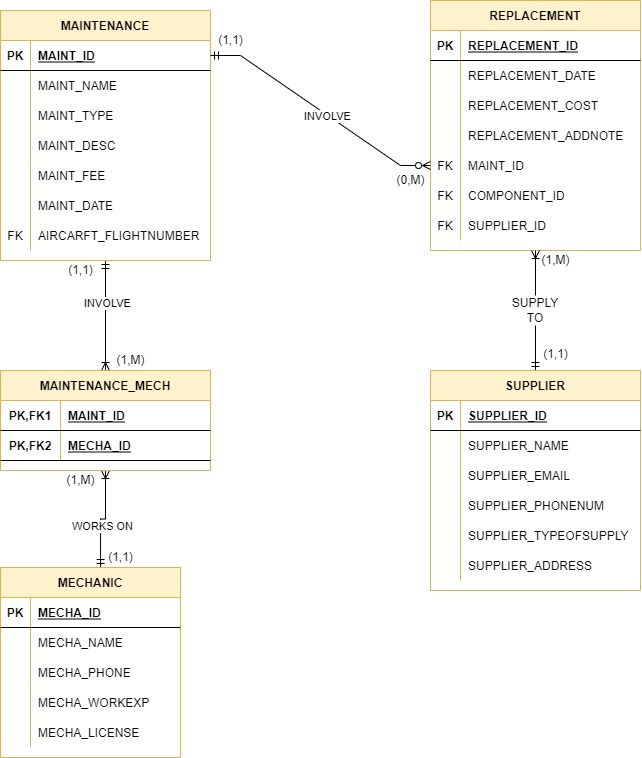 MAINTENANCE
PK MAINT_ID
MAINT_NAME
MAINT_TYPE
MAINT_DESC
MAINT_FEE
MAINT_DATE
FK AIRCARFT_FLIGHTNUMBER
(1,1)
INVOLVE
(0,M)
REPLACEMENT
PK REPLACEMENT_ID
REPLACEMENT_DATE
REPLACEMENT_COST
REPLACEMENT_ADDNOTE
FK MAINT_ID
FK COMPONENT_ID
FK SUPPLIER_ID
(1,1)
INVOLVE
(1,M)
(1,M)
SUPPLY
TO
(1,1)
MAINTENANCE_MECH
PK,FK1 MAINT_ID
PK,FK2 MECHA_ID
SUPPLIER
PK SUPPLIER_ID
SUPPLIER_NAME
SUPPLIER_EMAIL
SUPPLIER_PHONENUM
SUPPLIER_TYPEOFSUPPLY
SUPPLIER_ADDRESS
(1,M)
WORKS ON
(1,1)
MECHANIC
PK MECHA_ID
MECHA_NAME
MECHA_PHONE
MECHA_WORKEXP
MECHA_LICENSE